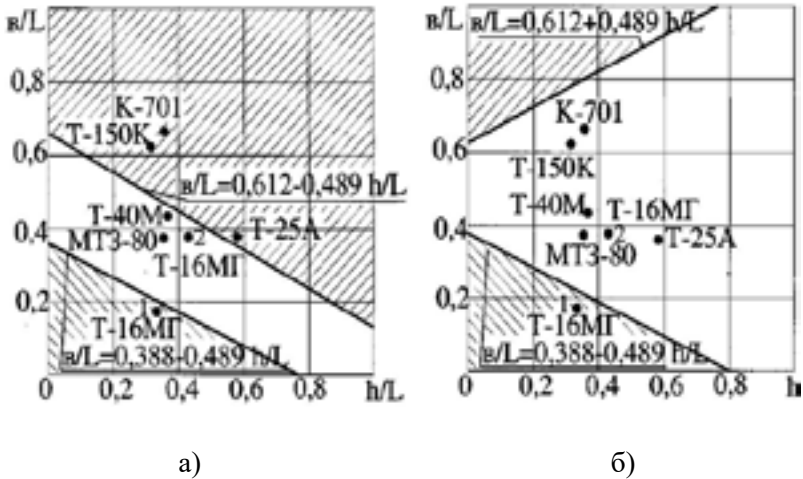 в/L
0,8
К-701
Т-150К
0,6
в/L=0,612-0,489 h/L
Т-40М
0,4
2
Т-25А
МТЗ-80
Т-16МГ
0,2
1
Т-16МГ
в/L=0,388-0,489 h/L
0
0,2
0,4
0,6
0,8
h/L
а)
в/L
в/L=0,612+0,489 h/L
0,8
К-701
0,6
Т-150К
Т-40М
Т-16МГ
0,4
2
Т-25А
МТЗ-80
0,2
1
Т-16МГ
в/L=0,388-0,489 h/L
0
0,2
0,4
0,6
0,8
h
б)